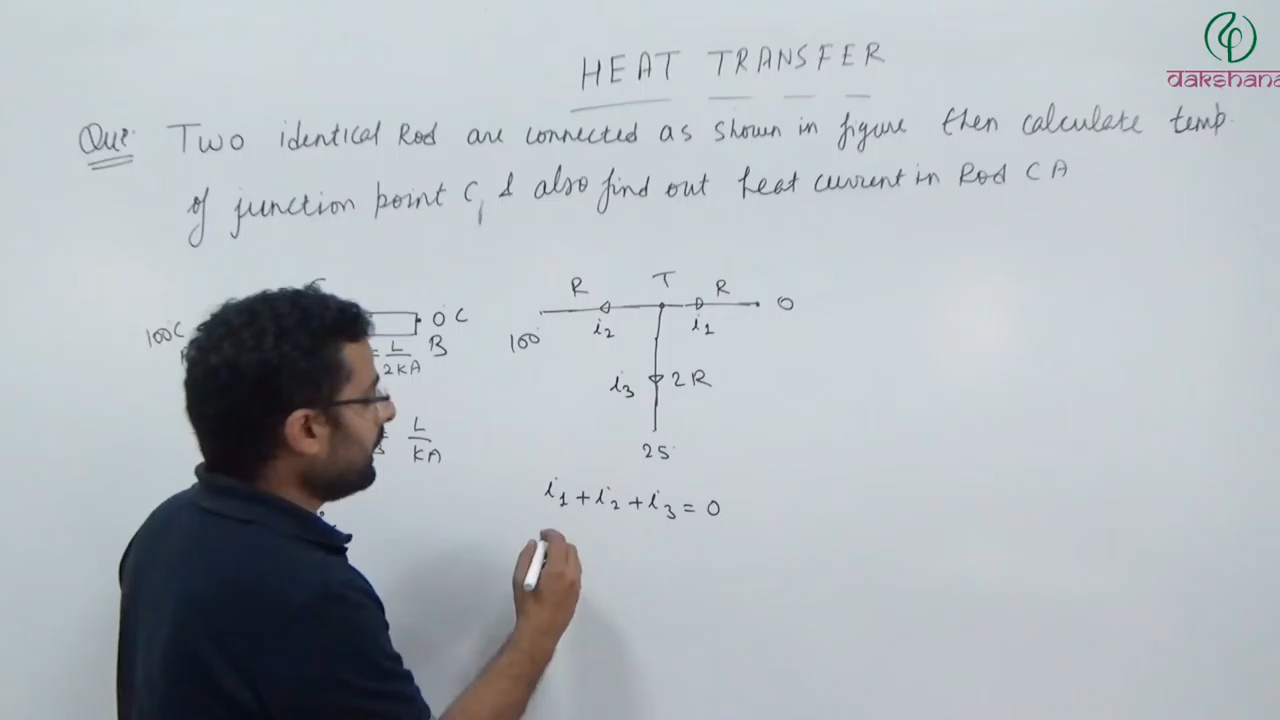 dakshana
HEAT TRANSFER
Que: Two identical Rod are connected as shown in figure then calculate temp.
of junction point C, & also find out heat current in Rod CA
R T R
100°C 0°C i2 i1 0
B 100°
= L/2KA
i3 2R
L/KA
25°
i1 + i2 + i3 = 0